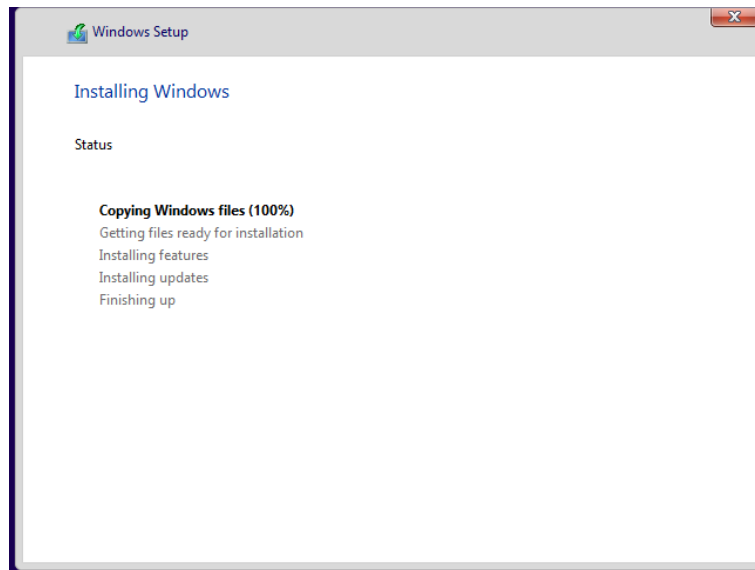 Windows Setup
Installing Windows
Status
Copying Windows files (100%)
Getting files ready for installation
Installing features
Installing updates
Finishing up